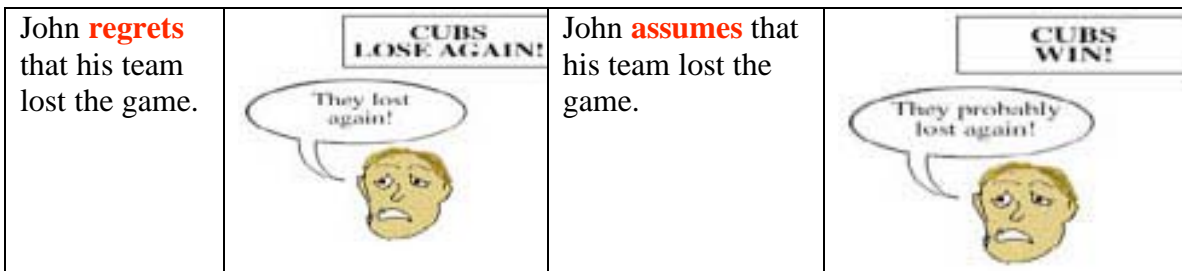 John regrets
that his team
lost the game.
CUBS
LOSE AGAIN!
They lost
again!
John assumes that
his team lost the
game.
CUBS
WIN!
They probably
lost again!